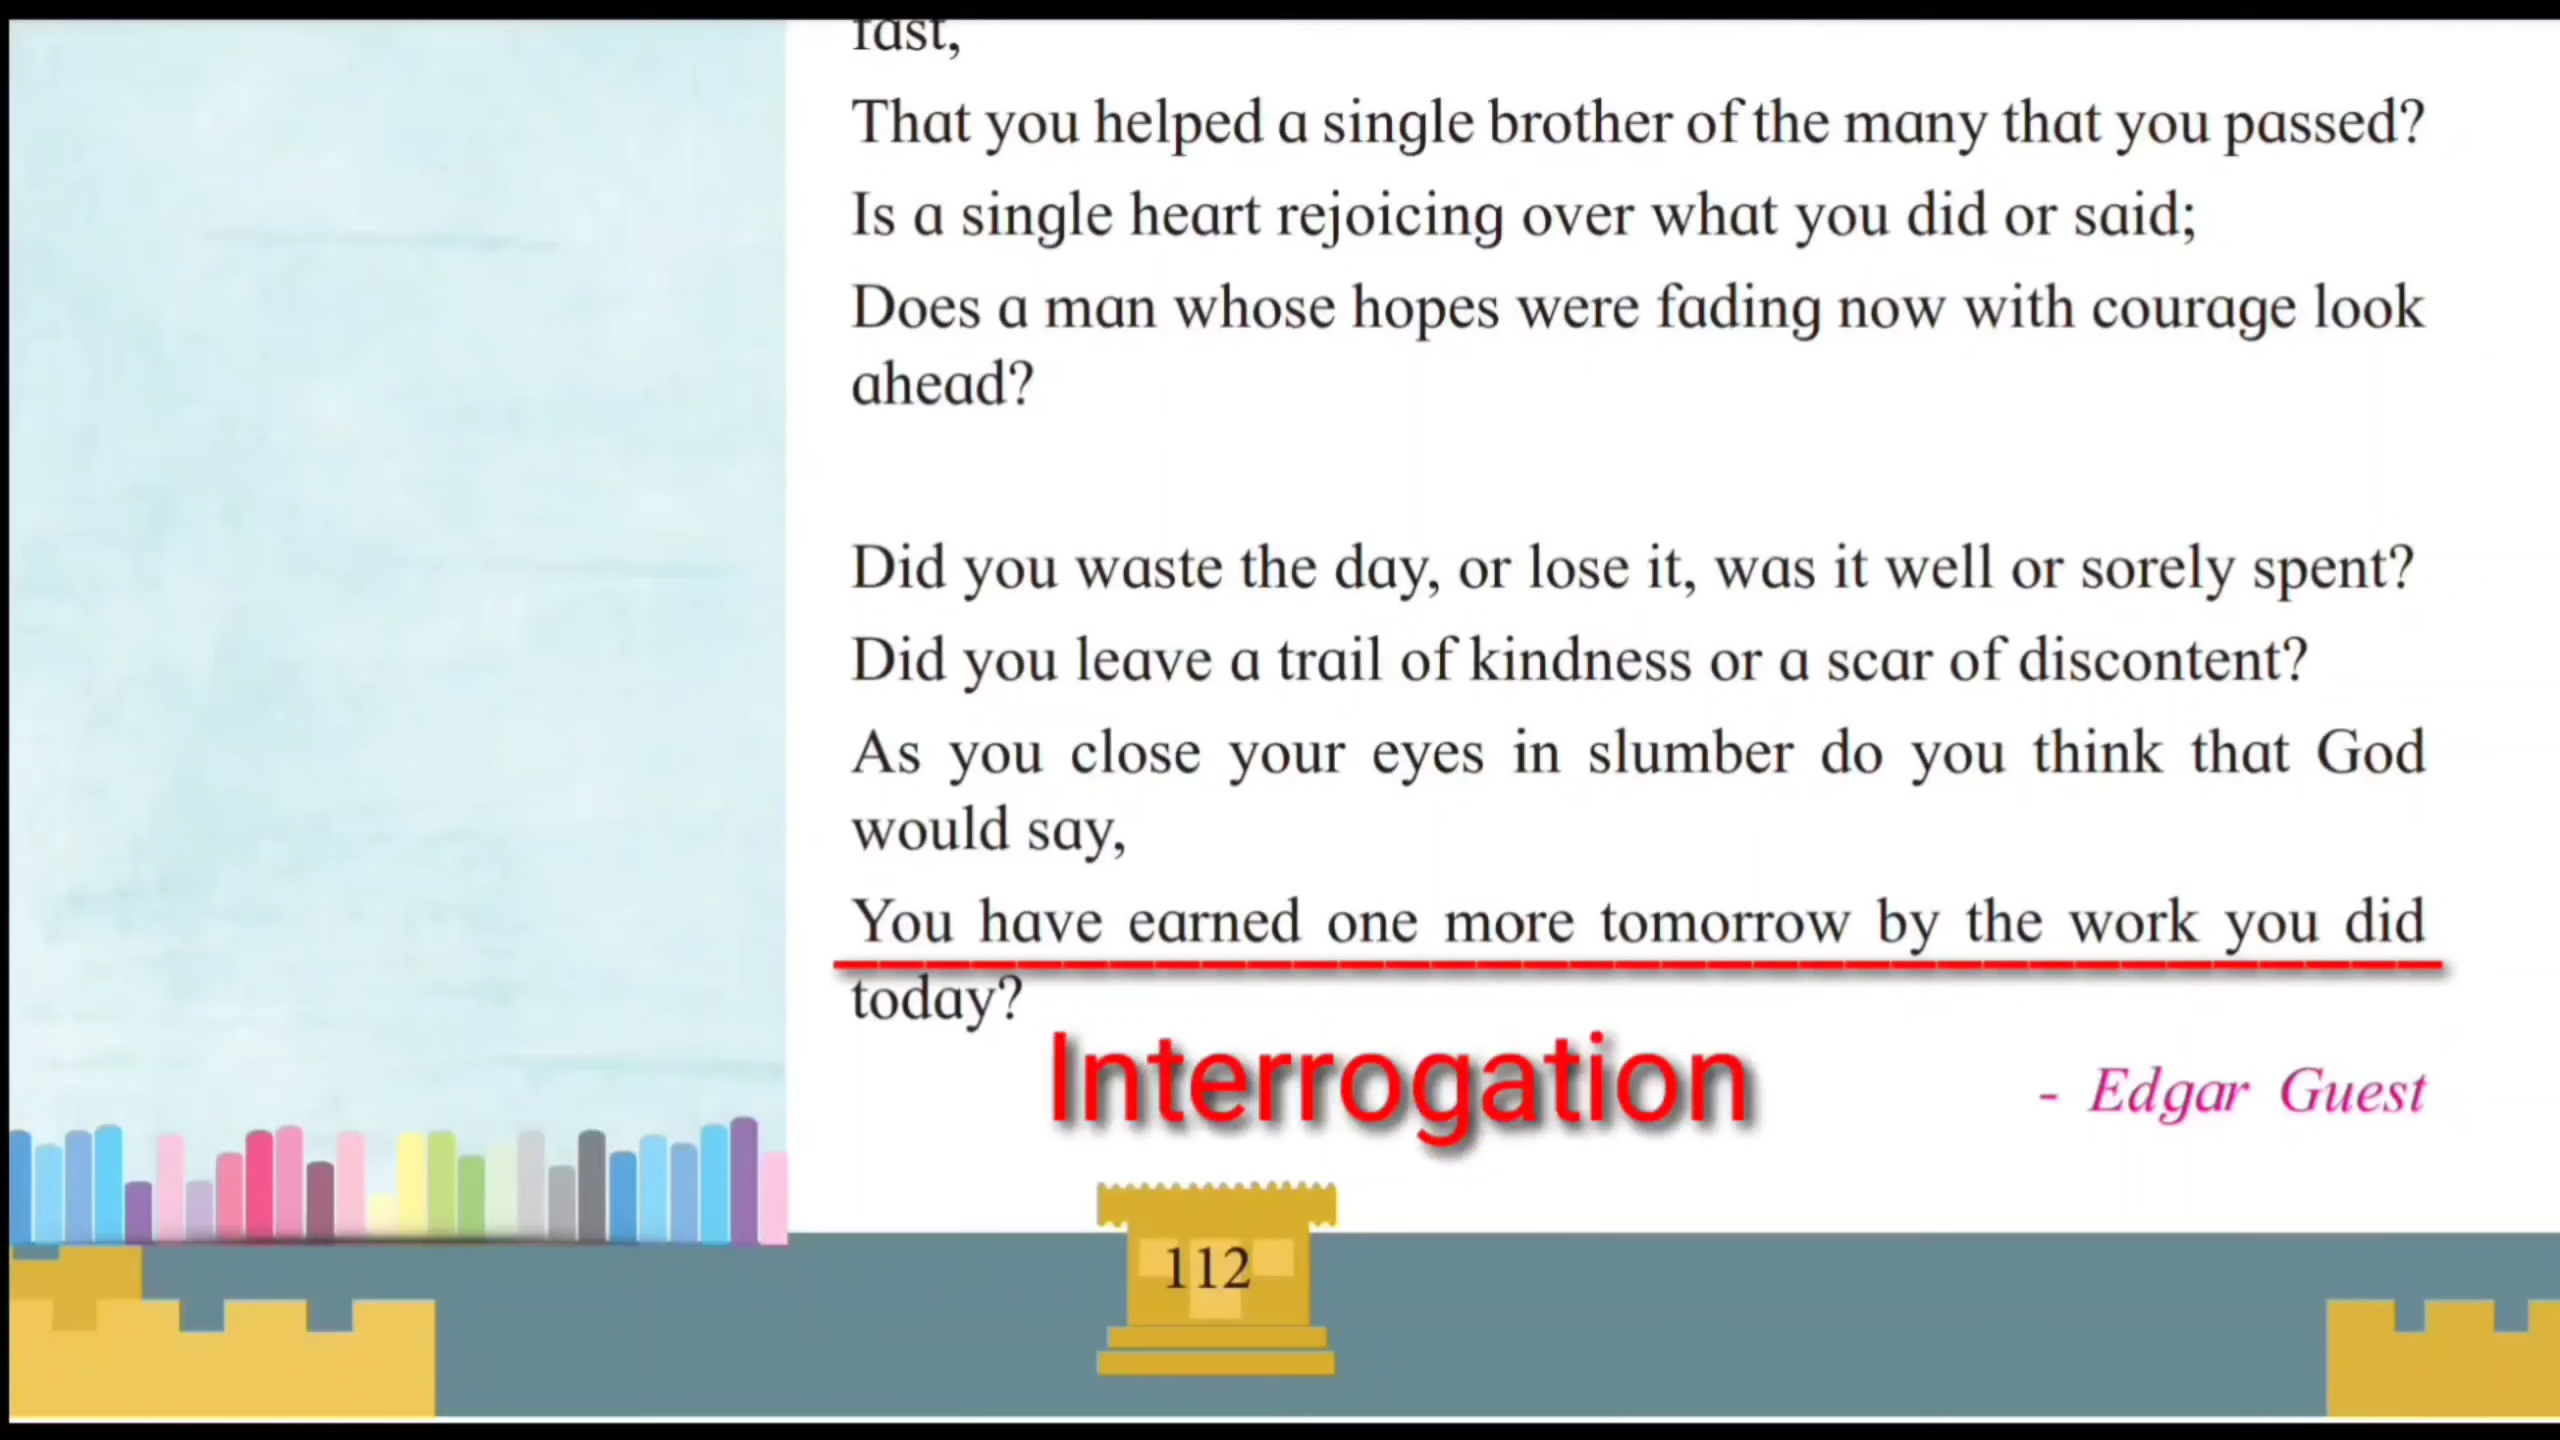 fast,
That you helped a single brother of the many that you passed?
Is a single heart rejoicing over what you did or said;
Does a man whose hopes were fading now with courage look
ahead?
Did you waste the day, or lose it, was it well or sorely spent?
Did you leave a trail of kindness or a scar of discontent?
As you close your eyes in slumber do you think that God
would say,
You have earned one more tomorrow by the work you did
today?
Interrogation
- Edgar Guest
112